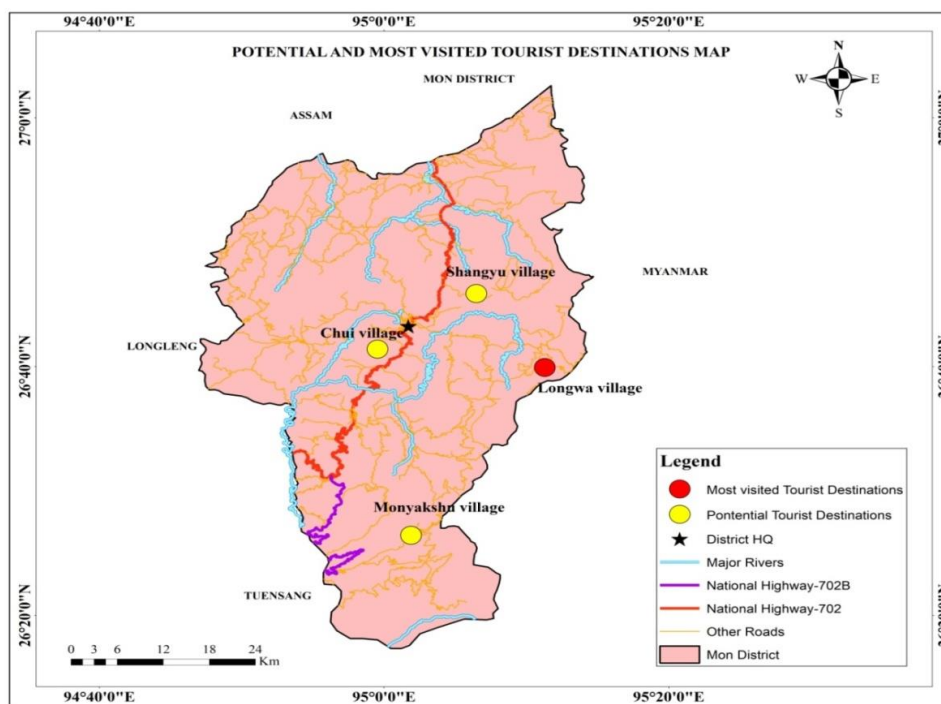 94°40'0"E 95°0'0"E 95°20'0"E
POTENTIAL AND MOST VISITED TOURIST DESTINATIONS MAP
MON DISTRICT
N
W E
S
ASSAM
27°0'0"N
MYANMAR
Shangyu village
Chui village
LONGLENG
26°40'0"N
Longwa village
Monyakshu village
TUENSANG
26°20'0"N
Legend
Most visited Tourist Destinations
Pontential Tourist Destinations
District HQ
Major Rivers
National Highway-702B
National Highway-702
Other Roads
Mon District
0 3 6 12 18 24
Km
94°40'0"E 95°0'0"E 95°20'0"E